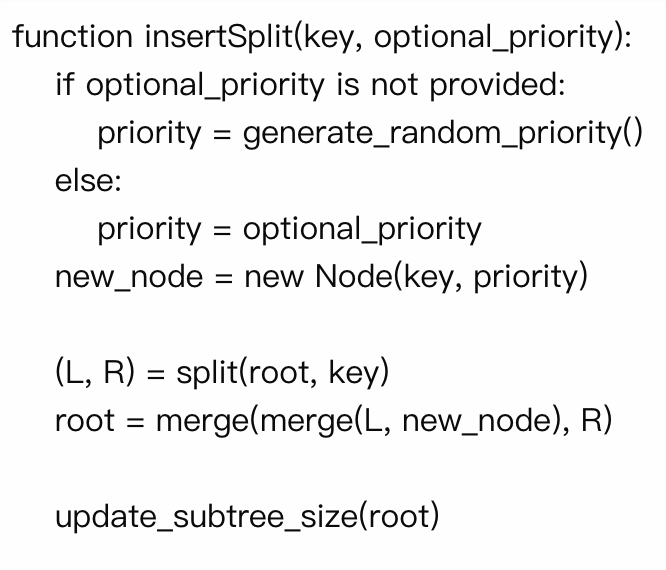 function insertSplit(key, optional_priority):
if optional_priority is not provided:
priority = generate_random_priority()
else:
priority = optional_priority
new_node = new Node(key, priority)
(L, R) = split(root, key)
root = merge(merge(L, new_node), R)
update_subtree_size(root)